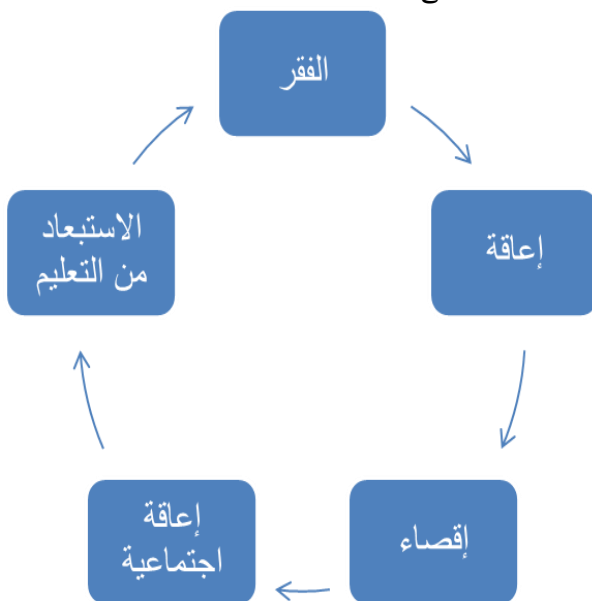 الفقر
إعاقة
إقصاء
إعاقة
اجتماعية
الاستبعاد
من التعليم